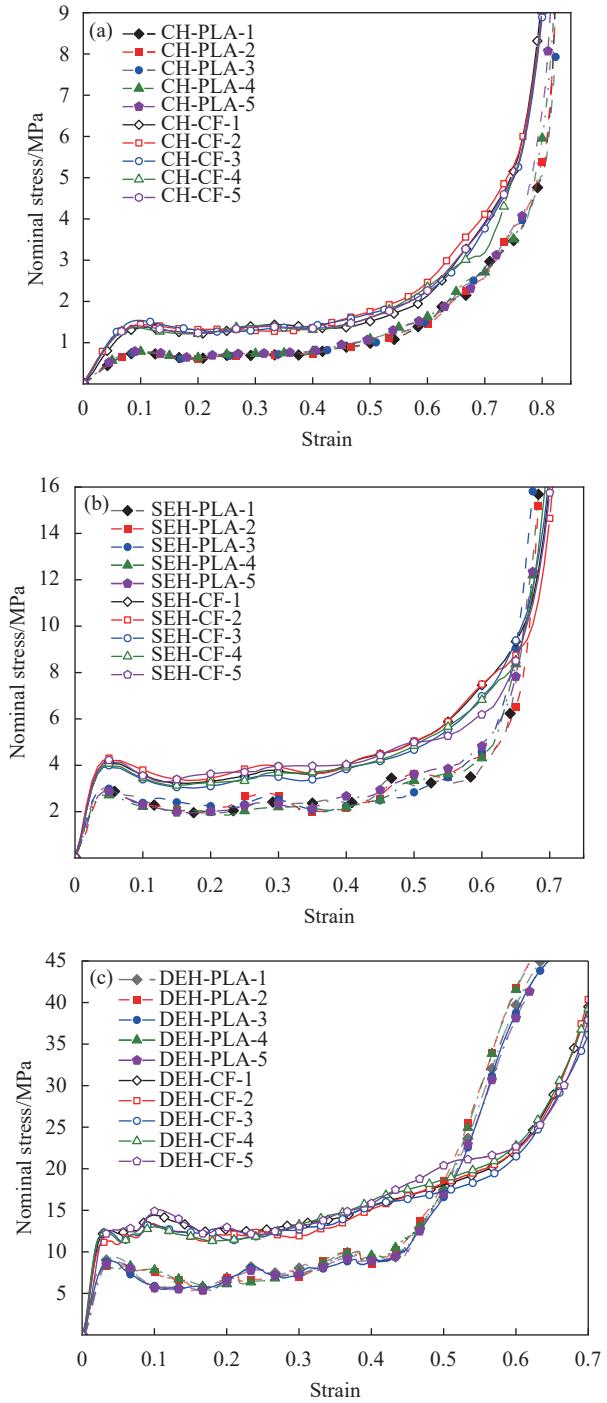 (a)
CH-PLA-1
CH-PLA-2
CH-PLA-3
CH-PLA-4
CH-PLA-5
CH-CF-1
CH-CF-2
CH-CF-3
CH-CF-4
CH-CF-5
Nominal stress/MPa
9
8
7
6
5
4
3
2
1
0 0.1 0.2 0.3 0.4 0.5 0.6 0.7 0.8
Strain
(b)
SEH-PLA-1
SEH-PLA-2
SEH-PLA-3
SEH-PLA-4
SEH-PLA-5
SEH-CF-1
SEH-CF-2
SEH-CF-3
SEH-CF-4
SEH-CF-5
Nominal stress/MPa
16
14
12
10
8
6
4
2
0 0.1 0.2 0.3 0.4 0.5 0.6 0.7
Strain
(c)
DEH-PLA-1
DEH-PLA-2
DEH-PLA-3
DEH-PLA-4
DEH-PLA-5
DEH-CF-1
DEH-CF-2
DEH-CF-3
DEH-CF-4
DEH-CF-5
Nominal stress/MPa
45
40
35
30
25
20
15
10
5
0 0.1 0.2 0.3 0.4 0.5 0.6 0.7
Strain